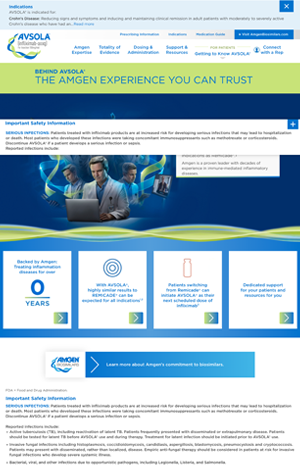 Indications
AVSOLA® is indicated for:
Crohn's Disease: Reducing signs and symptoms and inducing and maintaining clinical remission in adult patients with moderately to severely active
Crohn's disease who have had an...Read more
Prescribing Information
Indications
Medication Guide
Visit AmgenBiosimilars.com
AVSOLA
infliximab-axxq
Amgen
Expertise
Totality of
Evidence
Dosing &
Administration
Support &
Resources
FOR PATIENTS
Getting to Know AVSOLA®
Connect
with a Rep
BEHIND AVSOLA®
THE AMGEN EXPERIENCE YOU CAN TRUST
Important Safety Information
SERIOUS INFECTIONS: Patients treated with infliximab products are at increased risk for developing serious infections that may lead to hospitalization
or death. Most patients who developed these infections were taking concomitant immunosuppressants such as methotrexate or corticosteroids.
Discontinue AVSOLA® if a patient develops a serious infection or sepsis.
Reported infections include:
Amgen is a proven leader with decades of
experience in immune-mediated inflammatory
diseases
Backed by Amgen:
Treating inflammation
diseases for over
0
YEARS
With AVSOLA®,
highly similar results to
REMICADE® can be
expected for all indications
Patients switching
from Remicade® can
initiate AVSOLA® as their
next scheduled dose of
infliximab
Dedicated support
for your patients and
resources for you
AMGEN
BIOSIMILARS
Learn more about Amgen's commitment to biosimilars.
FDA = Food and Drug Administration.
Important Safety Information
SERIOUS INFECTIONS: Patients treated with infliximab products are at increased risk for developing serious infections that may lead to hospitalization
or death. Most patients who developed these infections were taking concomitant immunosuppressants such as methotrexate or corticosteroids.
Discontinue AVSOLA® if a patient develops a serious infection or sepsis.
Reported infections include:
• Active tuberculosis (TB), including reactivation of latent TB. Patients frequently presented with disseminated or extrapulmonary disease. Patients
should be tested for latent TB before AVSOLA® use and during therapy. Treatment for latent infection should be initiated prior to AVSOLA® use.
• Invasive fungal infections including histoplasmosis, coccidioidomycosis, candidiasis, aspergillosis, blastomycosis, pneumocystosis and cryptococcosis.
Patients may present with disseminated, rather than localized, disease. Empiric anti-fungal therapy should be considered in patients at risk for invasive
fungal infections who develop severe systemic illness.
• Bacterial, viral, and other infections due to opportunistic pathogens, including Legionella, Listeria, and Salmonella.